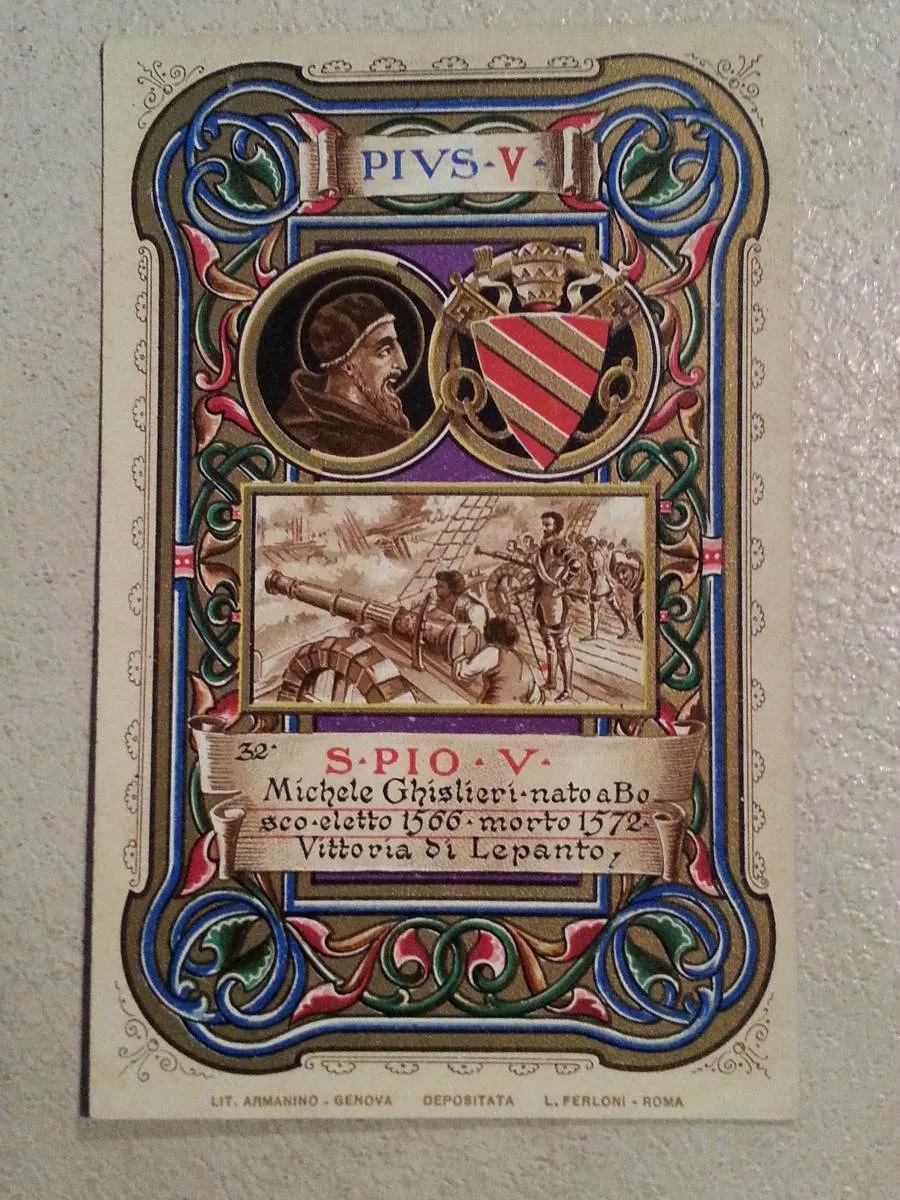 PIVS·V·
32·
S·PIO·V·
Michele Ghislieri·nato a Bo
sco·eletto 1566·morto 1572·
Vittoria di Lepanto,
LIT. ARMANINO - GENOVA DEPOSITATA L. FERLONI - ROMA